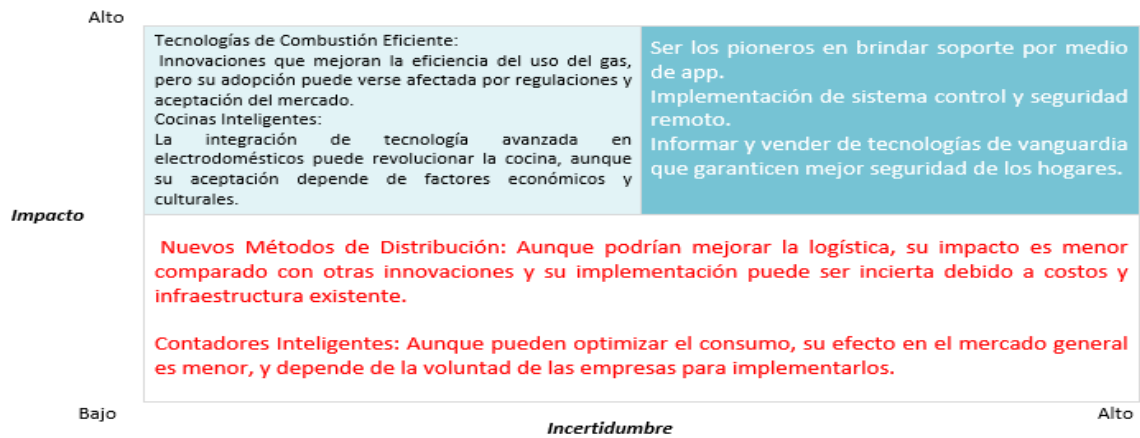 Alto
Tecnologías de Combustión Eficiente:
Innovaciones que mejoran la eficiencia del uso del gas,
pero su adopción puede verse afectada por regulaciones y
aceptación del mercado.
Cocinas Inteligentes:
La integración de tecnología avanzada en
electrodomésticos puede revolucionar la cocina, aunque
su aceptación depende de factores económicos y
culturales.
Ser los pioneros en brindar soporte por medio
de app.
Implementación de sistema control y seguridad
remoto.
Informar y vender de tecnologías de vanguardia
que garanticen mejor seguridad de los hogares.
Impacto
Nuevos Métodos de Distribución: Aunque podrían mejorar la logística, su impacto es menor
comparado con otras innovaciones y su implementación puede ser incierta debido a costos y
infraestructura existente.
Contadores Inteligentes: Aunque pueden optimizar el consumo, su efecto en el mercado general
es menor, y depende de la voluntad de las empresas para implementarlos.
Bajo
Alto
Incertidumbre